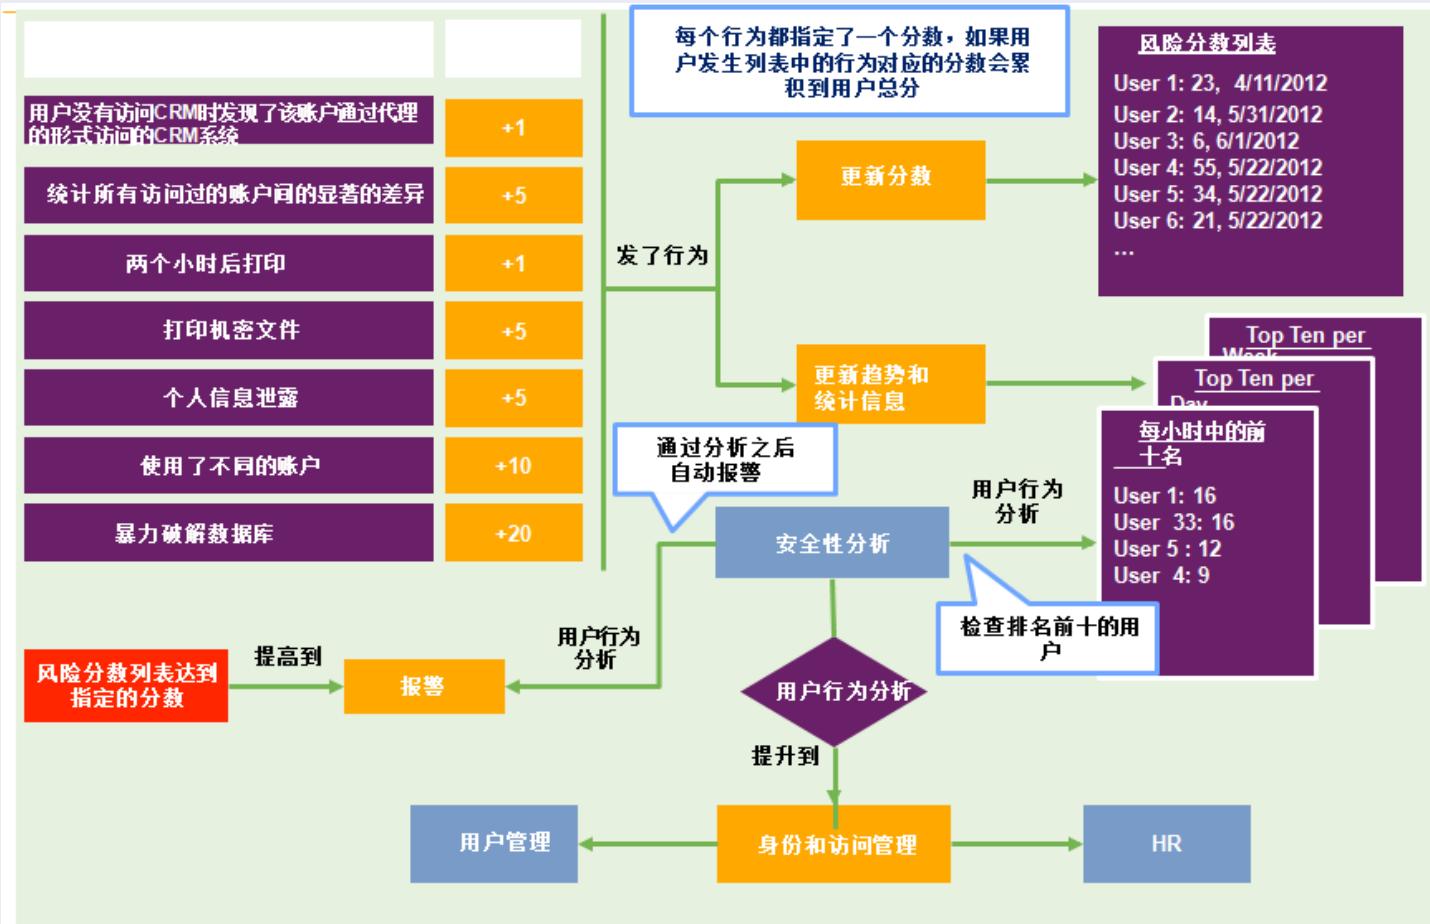 用户没有访问CRM时发现了该账户通过代理
的形式访问的CRM系统
+1
统计所有访问过的账户间的显著的差异
+5
两个小时后打印
+1
打印机密文件
+5
个人信息泄露
+5
使用了不同的账户
+10
暴力破解数据库
+20
每个行为都指定了一个分数，如果用
户发生列表中的行为对应的分数会累
积到用户总分
发了行为
更新分数
风险分数列表
User 1: 23, 4/11/2012
User 2: 14, 5/31/2012
User 3: 6, 6/1/2012
User 4: 55, 5/22/2012
User 5: 34, 5/22/2012
User 6: 21, 5/22/2012
...
更新趋势和
统计信息
Top Ten per
Week
Top Ten per
Day
每小时中的前
十名
User 1: 16
User 33: 16
User 5 : 12
User 4: 9
通过分析之后
自动报警
用户行为
分析
安全性分析
检查排名前十的用
户
用户行为
分析
风险分数列表达到
指定的分数
提高到
报警
用户行为分析
提升到
用户管理
身份和访问管理
HR